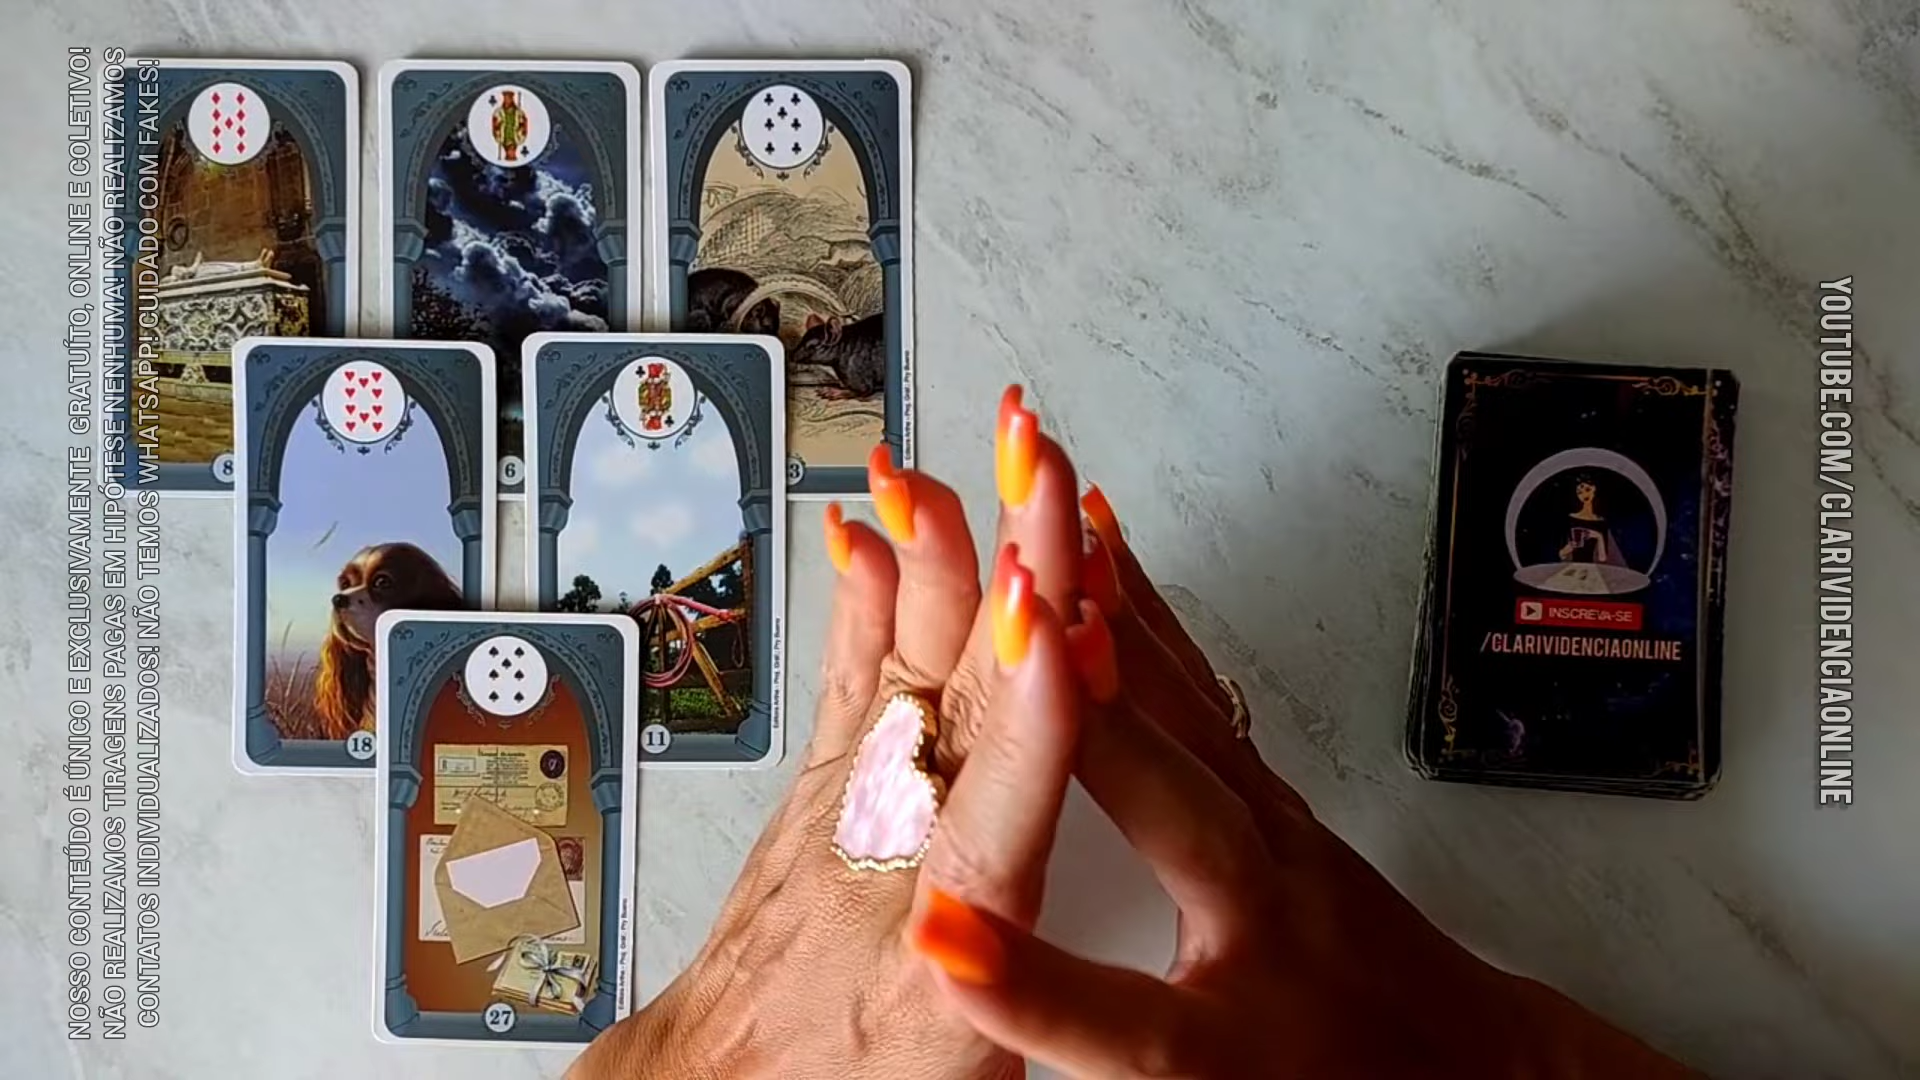 NOSSO CONTEÚDO É ÚNICO E EXCLUSIVAMENTE GRATUÍTO, ONLINE E COLETIVO!
NÃO REALIZAMOS TIRAGENS PAGAS EM HIPÓTESE NENHUMA! NÃO REALIZAMOS
CONTATOS INDIVIDUALIZADOS! NÃO TEMOS WHATSAPP! CUIDADO COM FAKES!
8
6
3
18
11
27
INSCREVA-SE
/CLARIVIDENCIAONLINE
YOUTUBE.COM/CLARIVIDENCIAONLINE